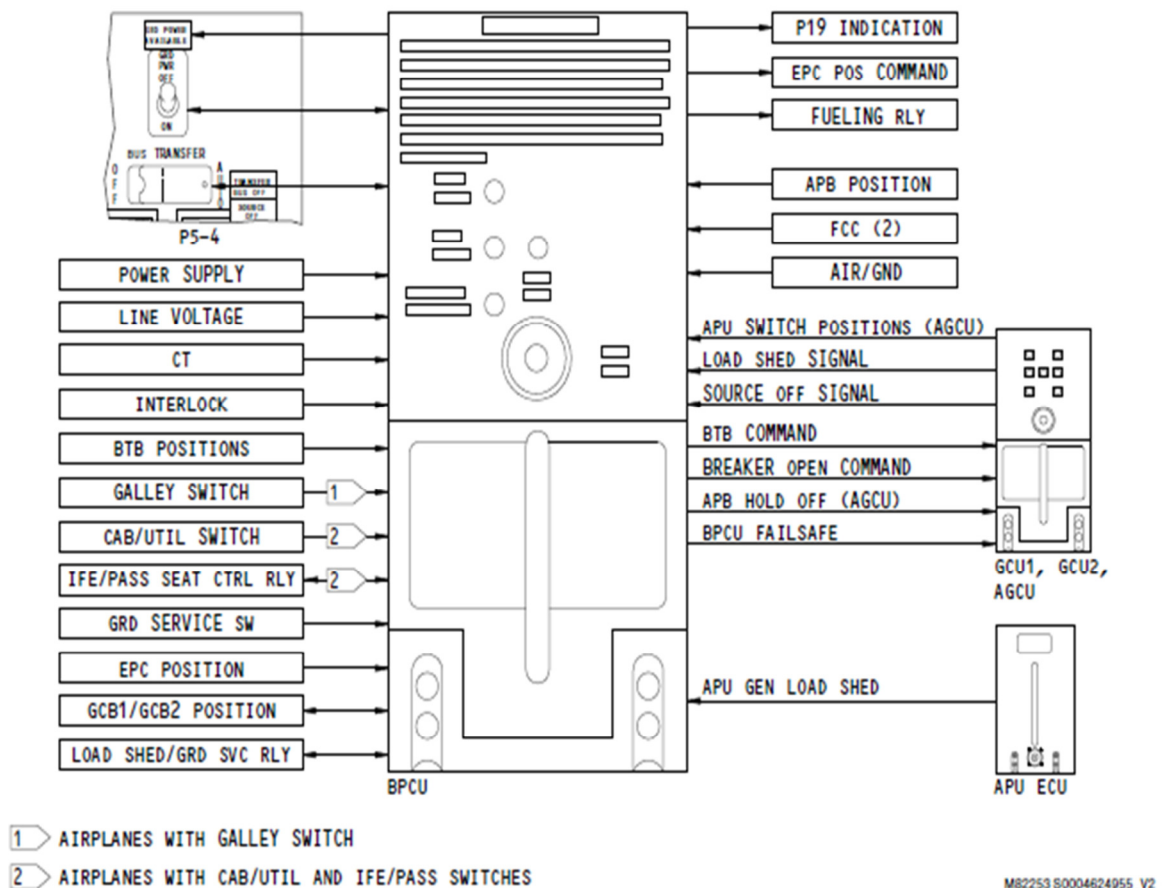 GRD POWER
AVAILABLE
GRD
PWR
OFF
ON
BUS TRANSFER
OFF
AUTO
TRANSFER
BUS OFF
SOURCE
OFF
P5-4
POWER SUPPLY
LINE VOLTAGE
CT
INTERLOCK
BTB POSITIONS
GALLEY SWITCH
1
CAB/UTIL SWITCH
2
IFE/PASS SEAT CTRL RLY
2
GRD SERVICE SW
EPC POSITION
GCB1/GCB2 POSITION
LOAD SHED/GRD SVC RLY
BPCU
P19 INDICATION
EPC POS COMMAND
FUELING RLY
APB POSITION
FCC (2)
AIR/GND
APU SWITCH POSITIONS (AGCU)
LOAD SHED SIGNAL
SOURCE OFF SIGNAL
BTB COMMAND
BREAKER OPEN COMMAND
APB HOLD OFF (AGCU)
BPCU FAILSAFE
GCU1, GCU2,
AGCU
APU GEN LOAD SHED
APU ECU
1 AIRPLANES WITH GALLEY SWITCH
2 AIRPLANES WITH CAB/UTIL AND IFE/PASS SWITCHES
M82253 S0004624955_V2